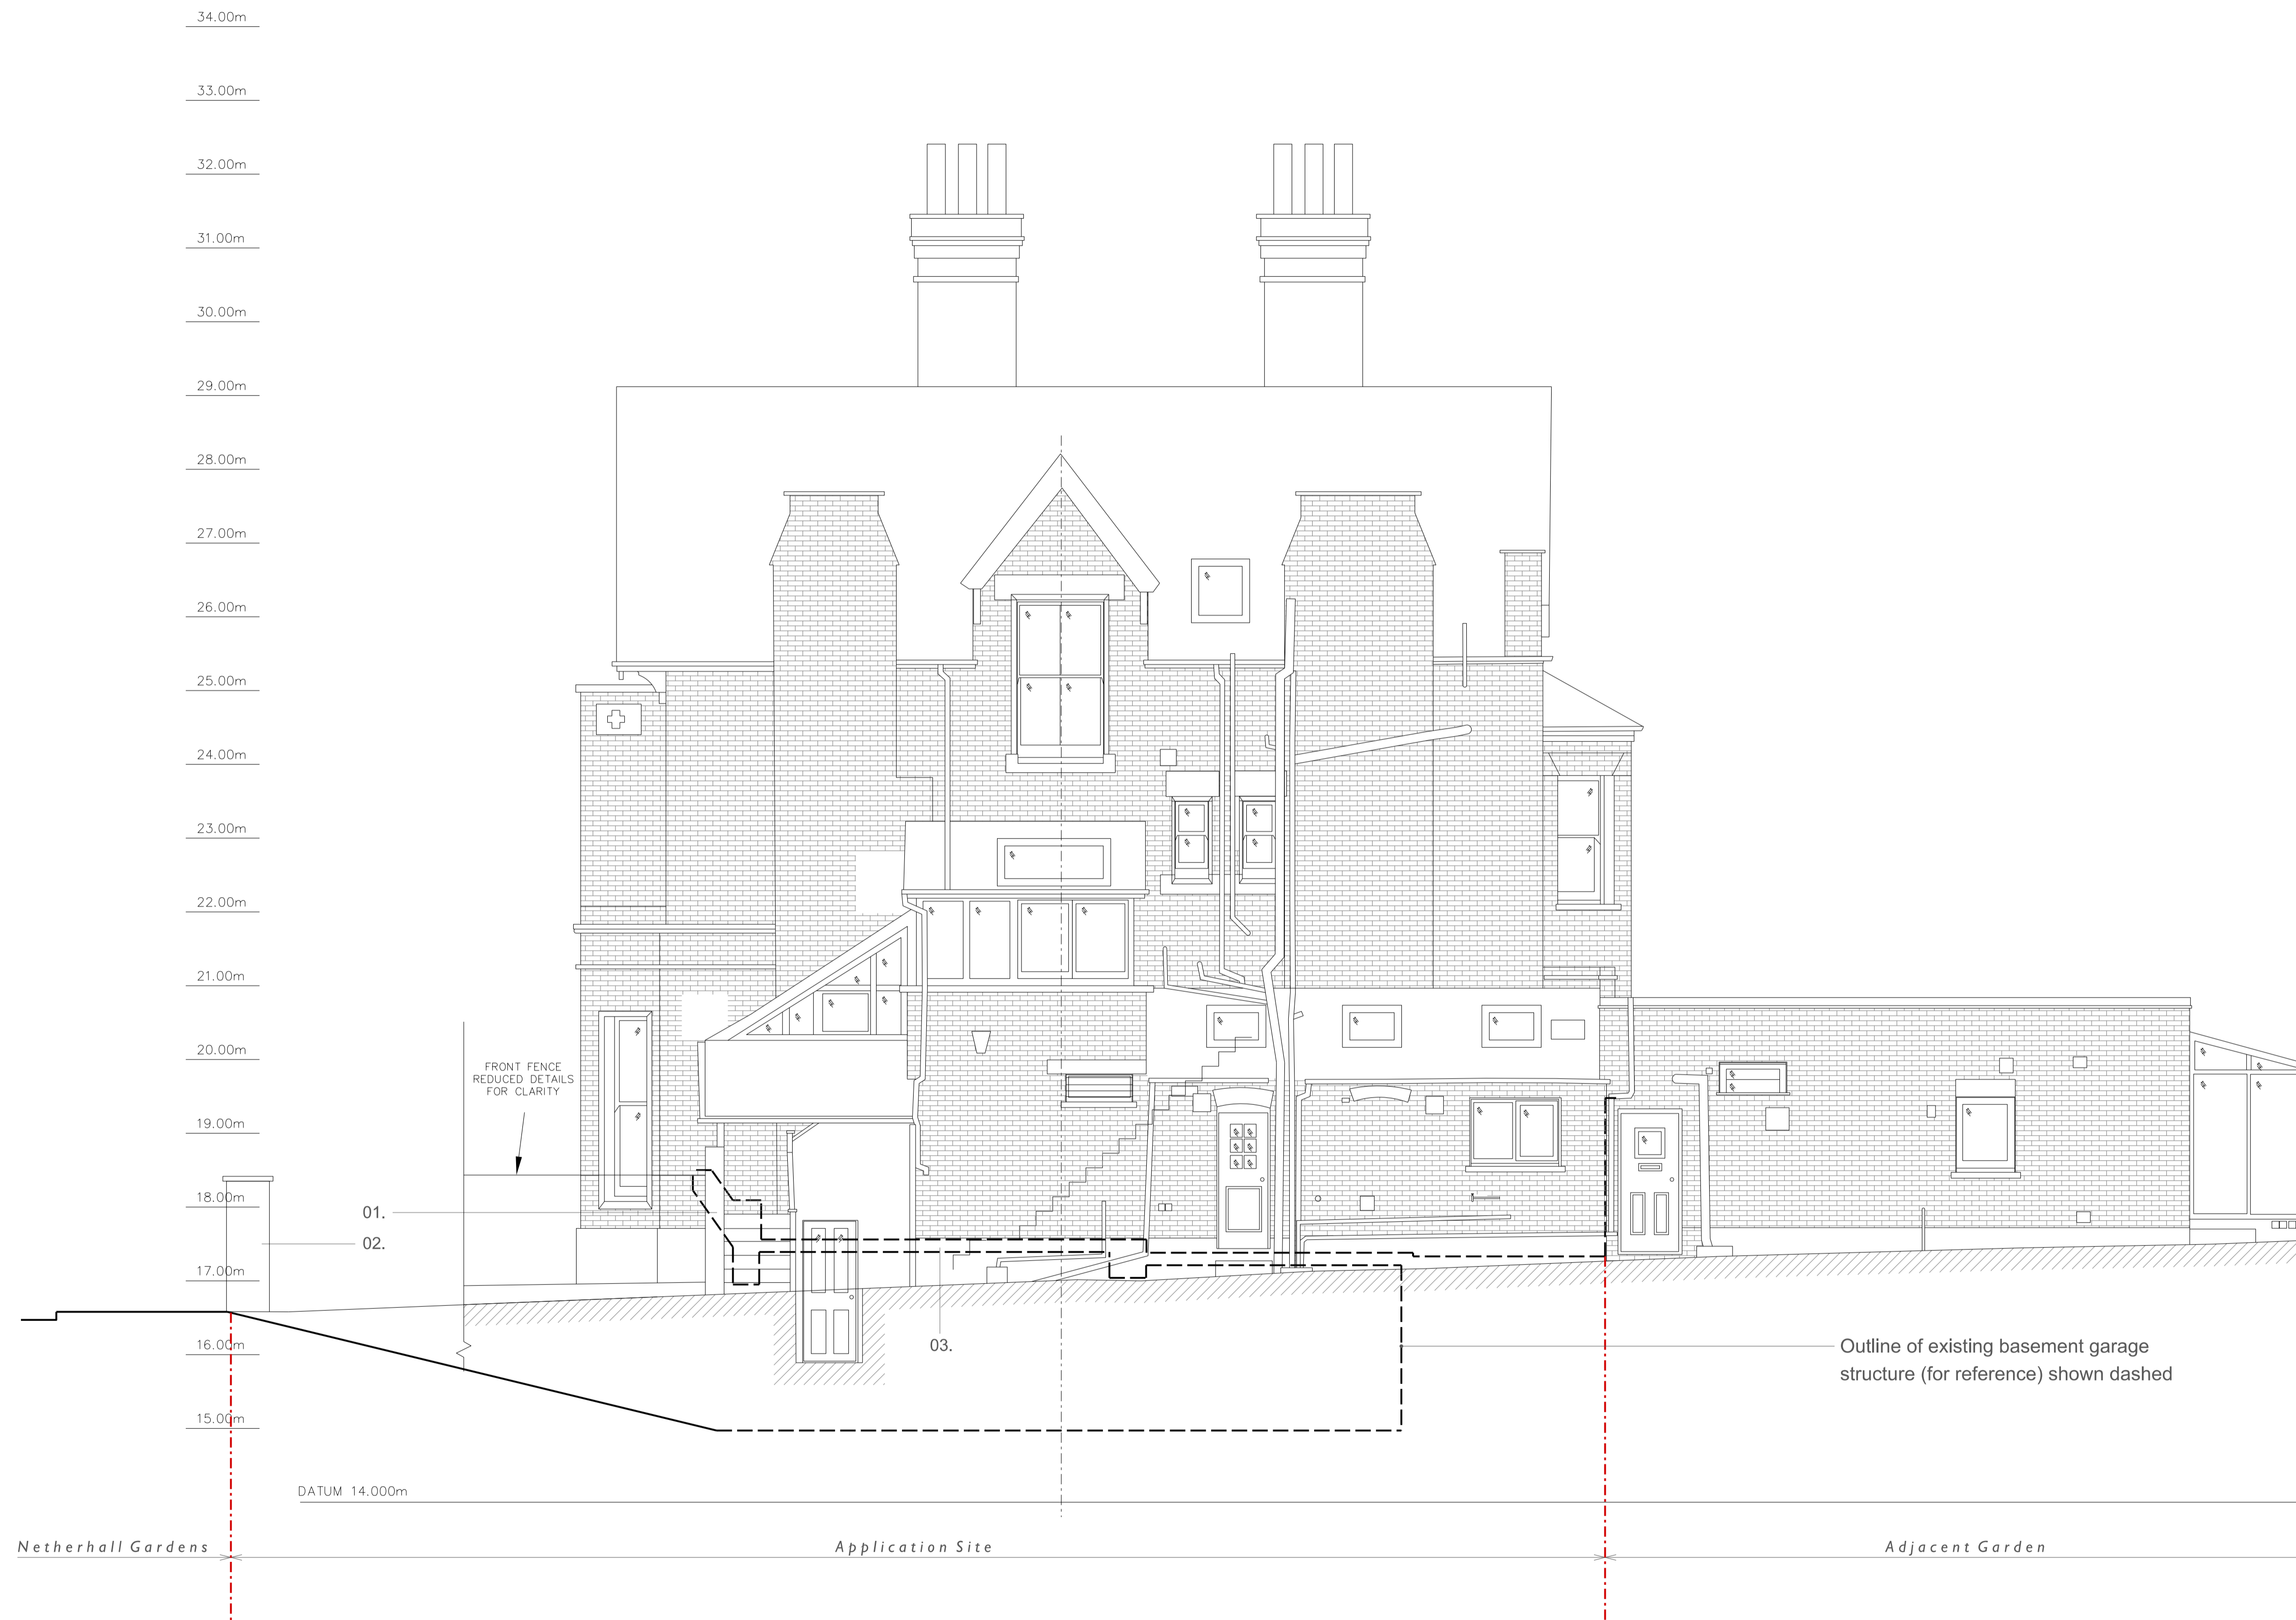 34.00m
33.00m
32.00m
31.00m
30.00m
29.00m
28.00m
27.00m
26.00m
25.00m
24.00m
23.00m
22.00m
21.00m
20.00m
19.00m
18.00m
17.00m
16.00m
15.00m
FRONT FENCE
REDUCED DETAILS
FOR CLARITY
01.
02.
03.
Outline of existing basement garage
structure (for reference) shown dashed
DATUM 14.000m
Netherhall Gardens
Application Site
Adjacent Garden